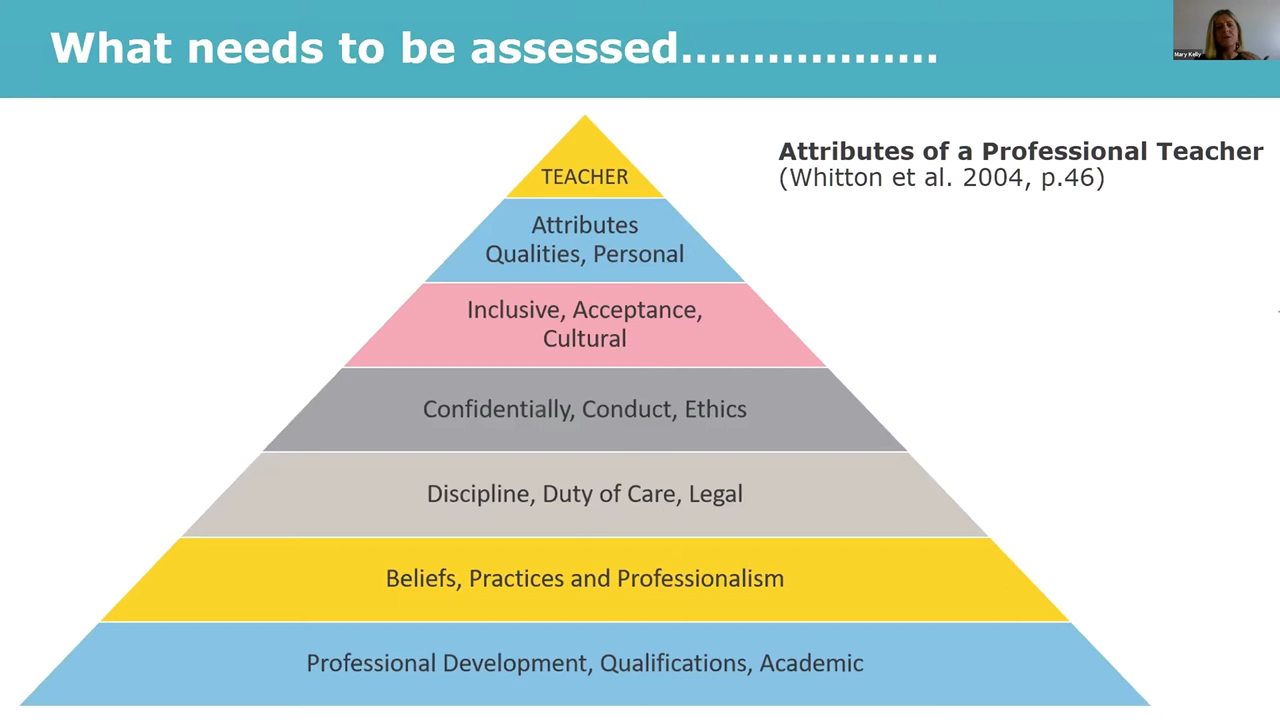 What needs to be assessed..................
Mary Kelly
Attributes of a Professional Teacher
(Whitton et al. 2004, p.46)
TEACHER
Attributes
Qualities, Personal
Inclusive, Acceptance,
Cultural
Confidentially, Conduct, Ethics
Discipline, Duty of Care, Legal
Beliefs, Practices and Professionalism
Professional Development, Qualifications, Academic